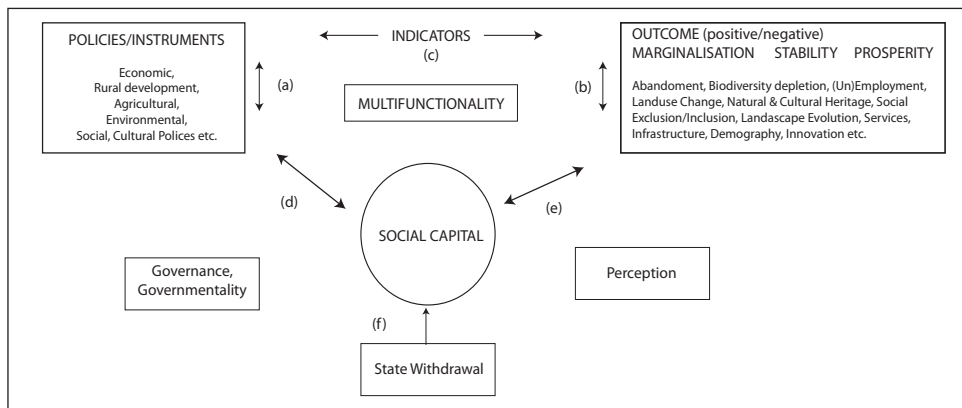 POLICIES/INSTRUMENTS
Economic,
Rural development,
Agricultural,
Environmental,
Social, Cultural Polices etc.
(a)
INDICATORS
(c)
MULTIFUNCTIONALITY
(b)
OUTCOME (positive/negative)
MARGINALISATION STABILITY PROSPERITY
Abandoment, Biodiversity depletion, (Un)Employment,
Landuse Change, Natural & Cultural Heritage, Social
Exclusion/Inclusion, Landascape Evolution, Services,
Infrastructure, Demography, Innovation etc.
(d)
SOCIAL CAPITAL
(e)
Governance,
Governmentality
Perception
(f)
State Withdrawal